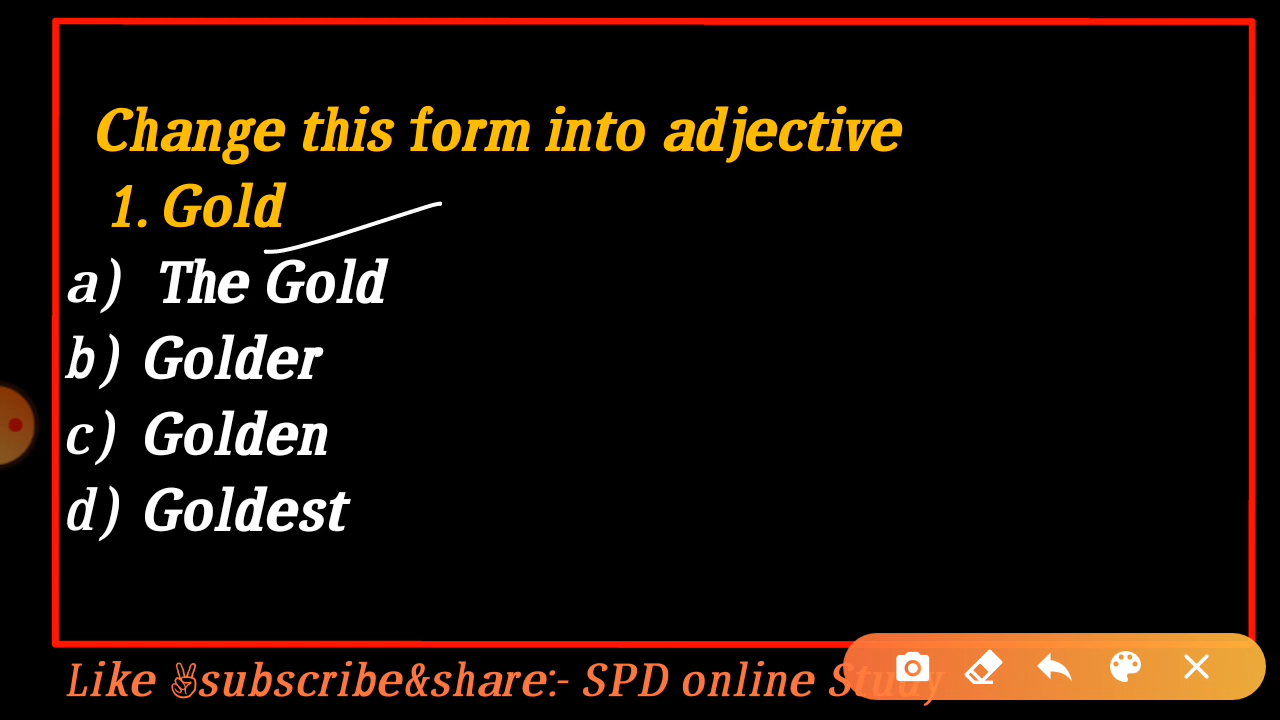 Change this form into adjective
1. Gold
a) The Gold
b) Golder
c) Golden
d) Goldest
Like ✌subscribe&share:- SPD online Study